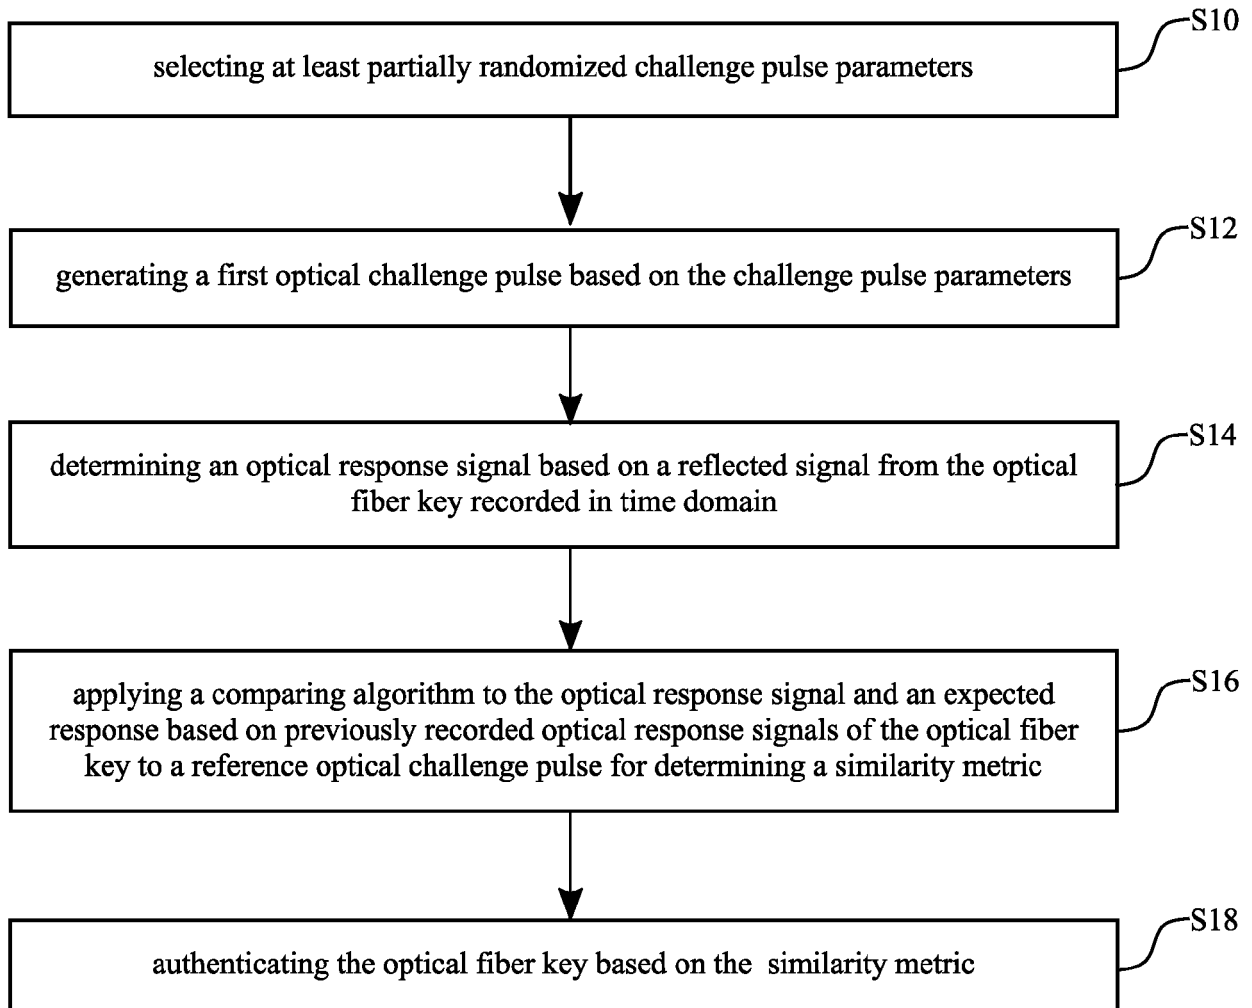 S10
selecting at least partially randomized challenge pulse parameters
S12
generating a first optical challenge pulse based on the challenge pulse parameters
S14
determining an optical response signal based on a reflected signal from the optical
fiber key recorded in time domain
S16
applying a comparing algorithm to the optical response signal and an expected
response based on previously recorded optical response signals of the optical fiber
key to a reference optical challenge pulse for determining a similarity metric
S18
authenticating the optical fiber key based on the similarity metric